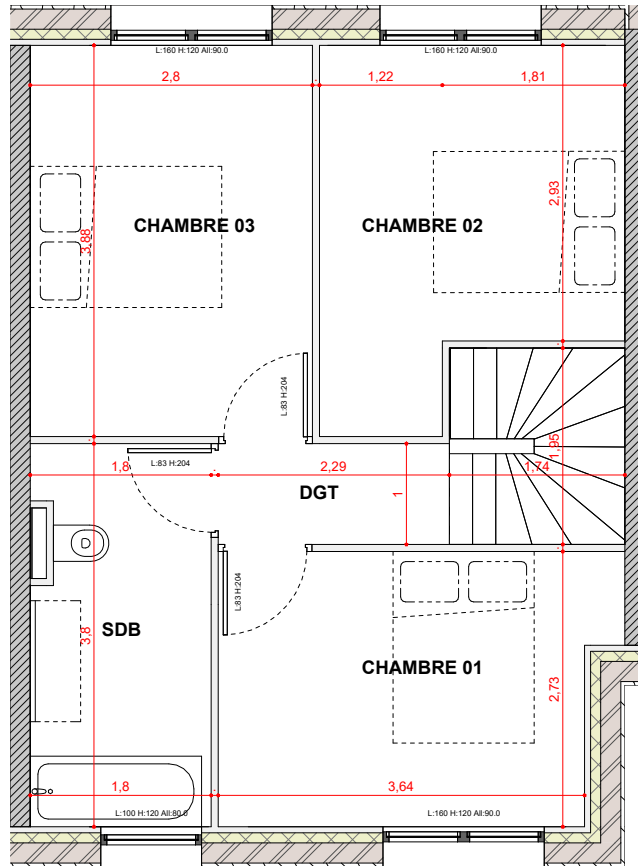 L:160 H:120 All:90.0
L:160 H:120 All:90.0
2,8
1,22
1,81
2,93
CHAMBRE 03
CHAMBRE 02
3,88
L:83 H:204
1,95
L:83 H:204
1,8
2,29
1,74
DGT
1
L:83 H:204
SDB
3,8
CHAMBRE 01
2,73
1,8
3,64
L:100 H:120 All:80.0
L:160 H:120 All:90.0